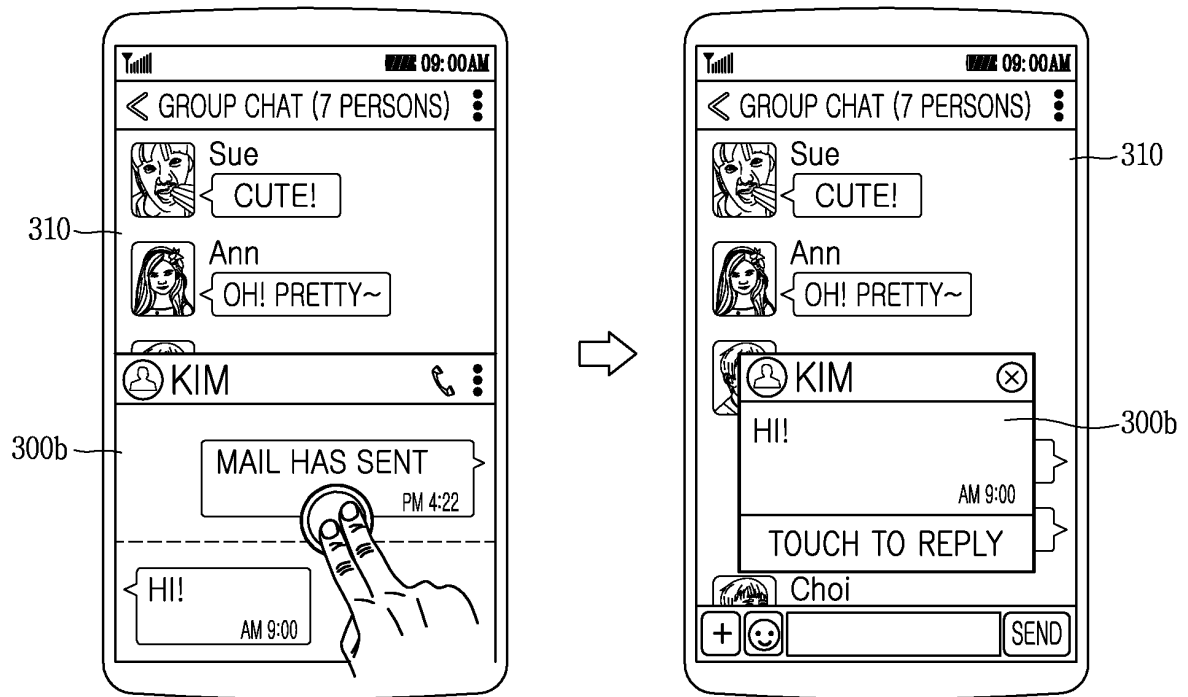 09:00AM
GROUP CHAT (7 PERSONS)
Sue
CUTE!
310
Ann
OH! PRETTY~
KIM
300b
MAIL HAS SENT
PM 4:22
HI!
AM 9:00
09:00AM
GROUP CHAT (7 PERSONS)
Sue
310
CUTE!
Ann
OH! PRETTY~
KIM
300b
HI!
AM 9:00
TOUCH TO REPLY
Choi
+
SEND